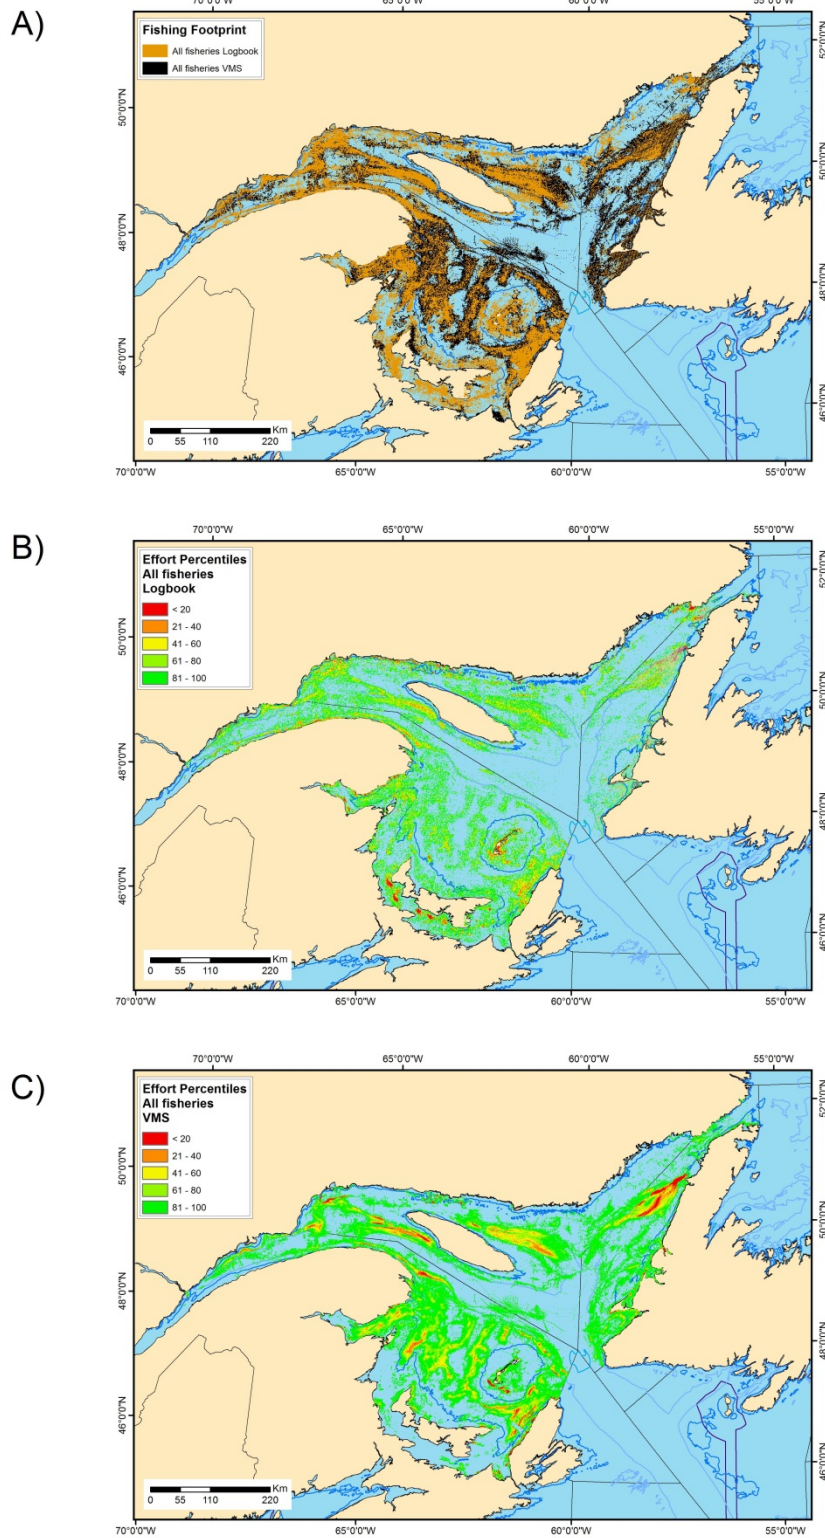 A)
70°0'0"W 65°0'0"W 60°0'0"W 55°0'0"W
Fishing Footprint
All fisheries Logbook
All fisheries VMS
52°0'0"N
50°0'0"N
50°0'0"N
48°0'0"N
48°0'0"N
46°0'0"N
46°0'0"N
Km
0 55 110 220
70°0'0"W 65°0'0"W 60°0'0"W 55°0'0"W
B)
70°0'0"W 65°0'0"W 60°0'0"W 55°0'0"W
Effort Percentiles
All fisheries
Logbook
< 20
21 - 40
41 - 60
61 - 80
81 - 100
52°0'0"N
50°0'0"N
50°0'0"N
48°0'0"N
48°0'0"N
46°0'0"N
46°0'0"N
Km
0 55 110 220
70°0'0"W 65°0'0"W 60°0'0"W 55°0'0"W
C)
70°0'0"W 65°0'0"W 60°0'0"W 55°0'0"W
Effort Percentiles
All fisheries
VMS
< 20
21 - 40
41 - 60
61 - 80
81 - 100
52°0'0"N
50°0'0"N
50°0'0"N
48°0'0"N
48°0'0"N
46°0'0"N
46°0'0"N
Km
0 55 110 220
70°0'0"W 65°0'0"W 60°0'0"W 55°0'0"W